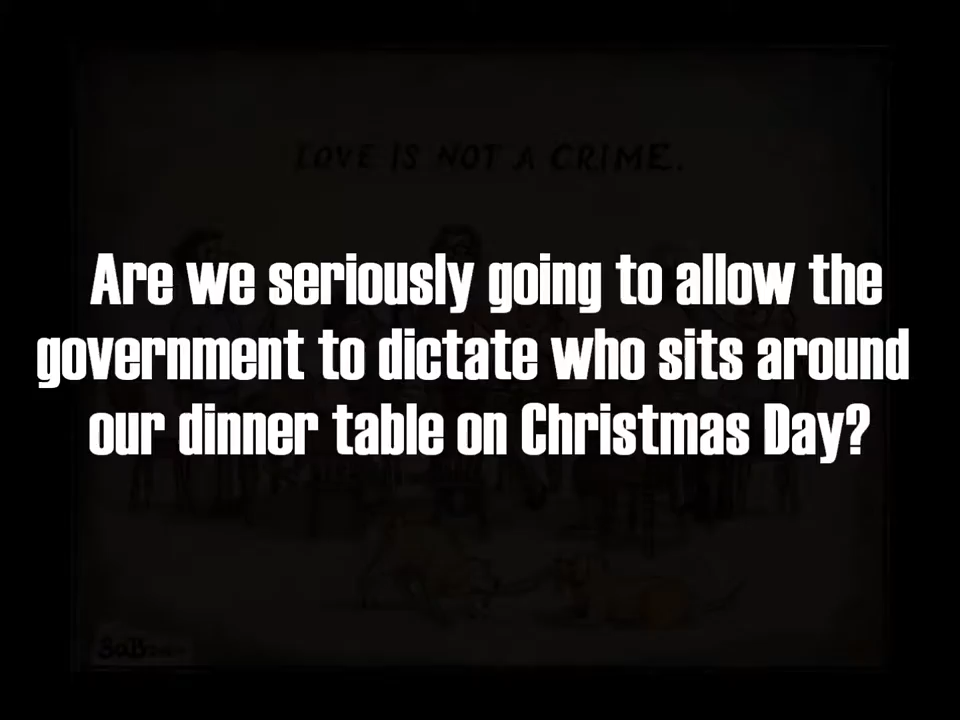 LOVE IS NOT A CRIME.
Are we seriously going to allow the
government to dictate who sits around
our dinner table on Christmas Day?